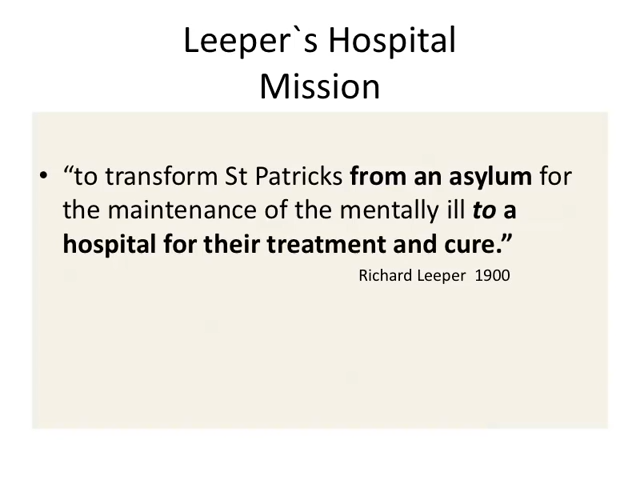 Leeper`s Hospital
Mission
• “to transform St Patricks from an asylum for
the maintenance of the mentally ill to a
hospital for their treatment and cure.”
Richard Leeper 1900